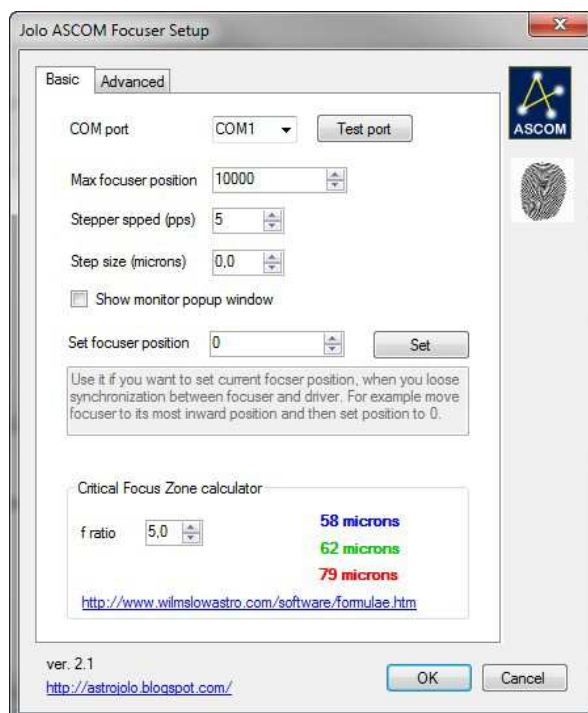 Jolo ASCOM Focuser Setup
Basic
Advanced
ASCOM
COM port
COM1
Test port
Max focuser position
10000
Stepper spped (pps)
5
Step size (microns)
0,0
Show monitor popup window
Set focuser position
0
Set
Use it if you want to set current focser position, when you loose
synchronization between focuser and driver. For example move
focuser to its most inward position and then set position to 0.
Critical Focus Zone calculator
f ratio
5,0
58 microns
62 microns
79 microns
http://www.wilmslowastro.com/software/formulae.htm
ver. 2.1
http://astrojolo.blogspot.com/
OK
Cancel